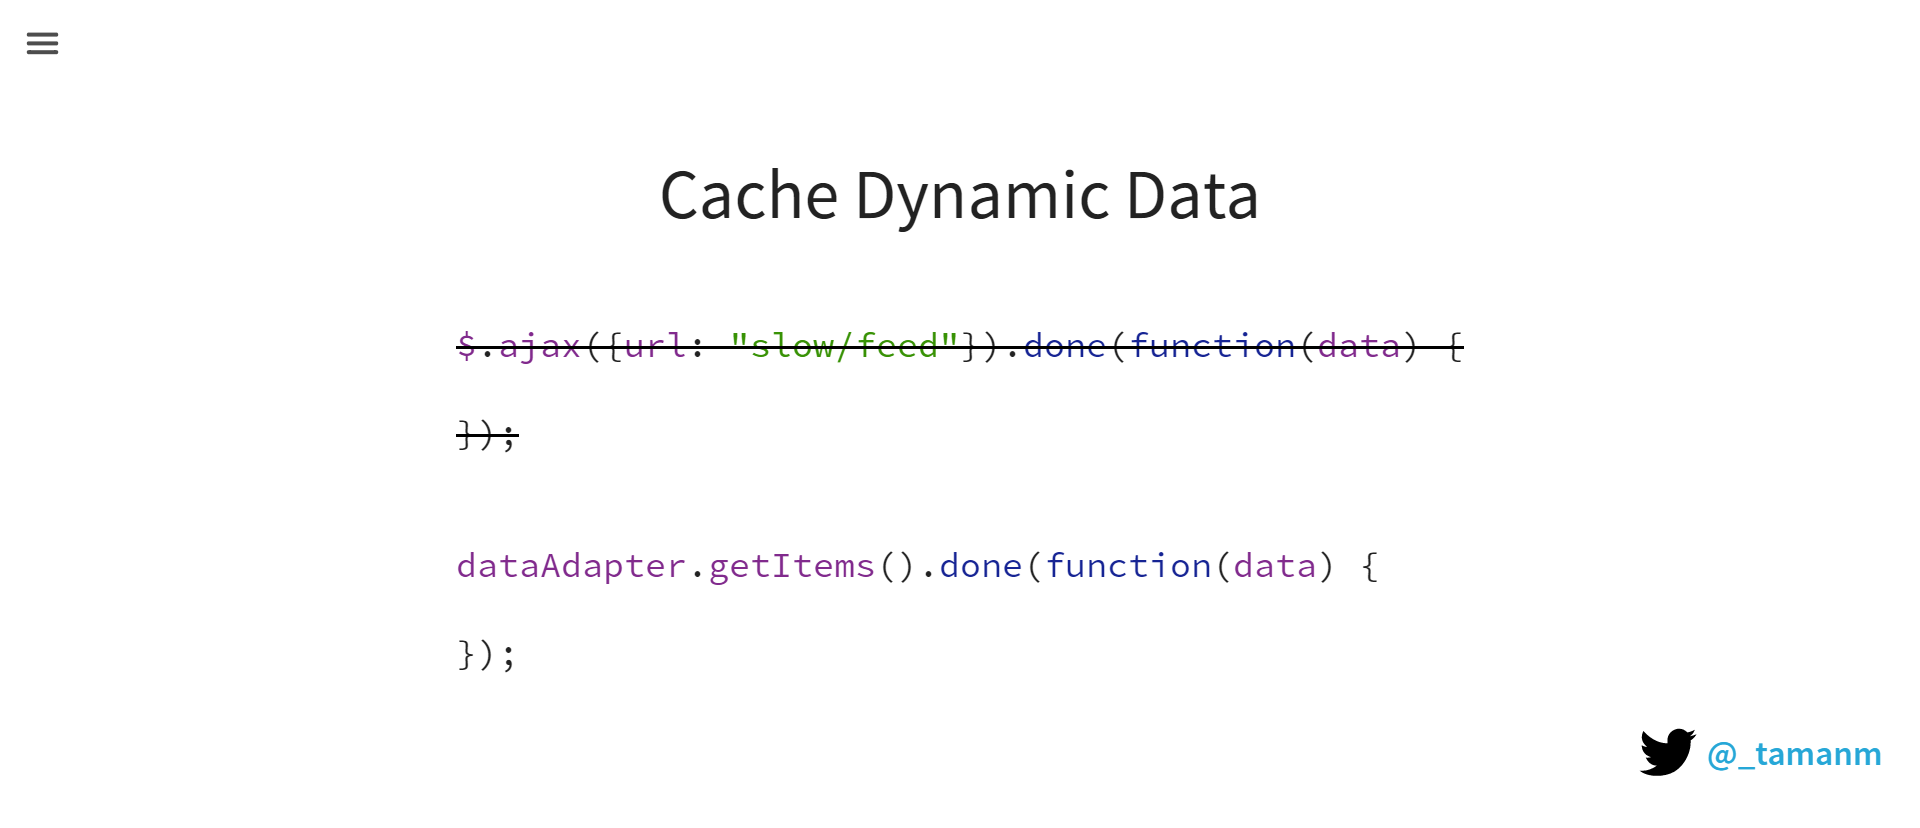 Cache Dynamic Data
$.ajax({url: "slow/feed"}).done(function(data) {
});
dataAdapter.getItems().done(function(data) {
});
@_tamanm